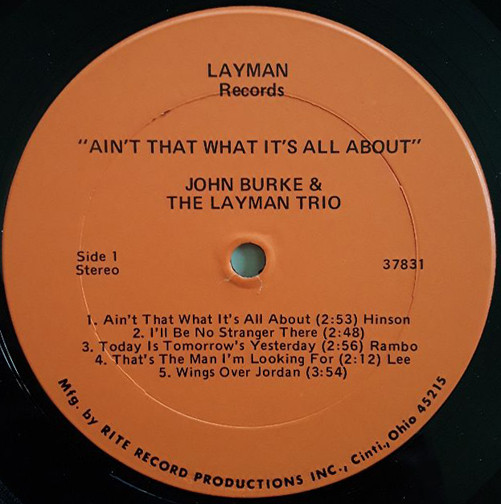 LAYMAN
Records
"AIN'T THAT WHAT IT'S ALL ABOUT"
JOHN BURKE &
THE LAYMAN TRIO
Side 1
Stereo
37831
1. Ain't That What It's All About (2:53) Hinson
2. I'll Be No Stranger There (2:48)
3. Today Is Tomorrow's Yesterday (2:56) Rambo
4. That's The Man I'm Looking For (2:12) Lee
5. Wings Over Jordan (3:54)
Mfg. by RITE RECORD PRODUCTIONS INC., Cinti., Ohio 45215